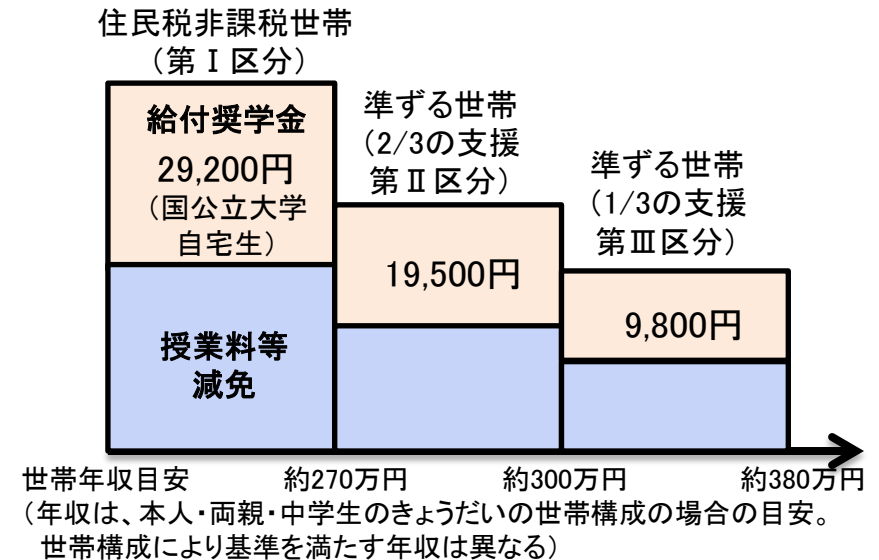 住民税非課税世帯
（第Ⅰ区分）
給付奨学金
29,200円
（国公立大学
自宅生）
授業料等
減免
準ずる世帯
（2/3の支援
第Ⅱ区分）
19,500円
準ずる世帯
（1/3の支援
第Ⅲ区分）
9,800円
世帯年収目安 約270万円 約300万円 約380万円
（年収は、本人・両親・中学生のきょうだいの世帯構成の場合の目安。
世帯構成により基準を満たす年収は異なる）